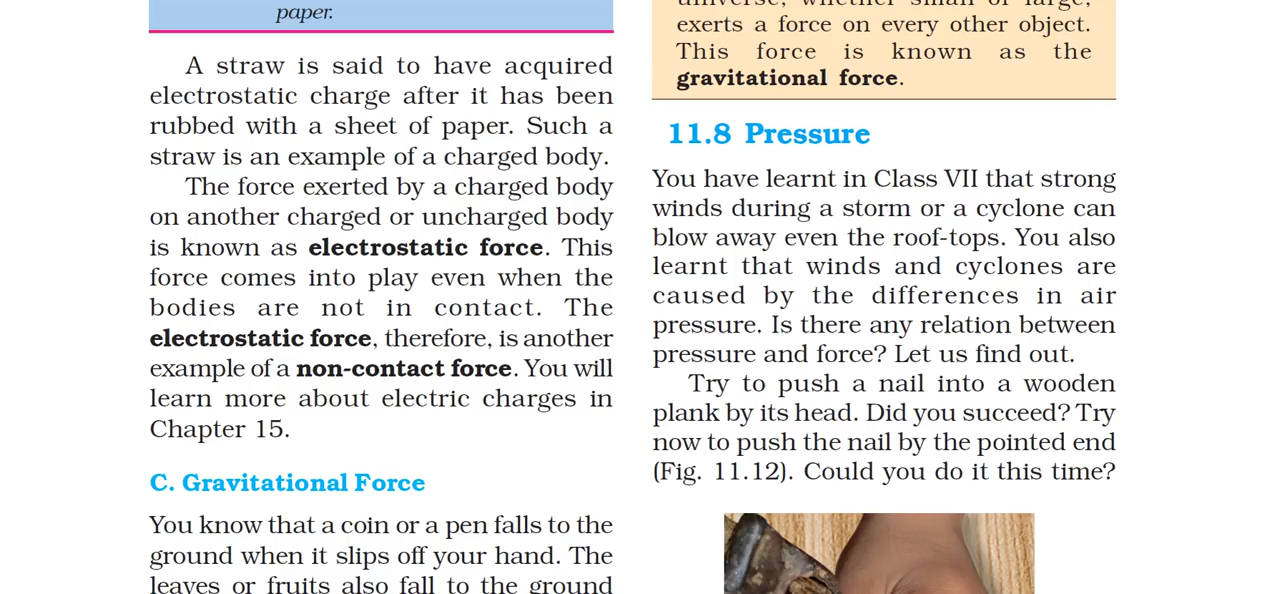 paper.
A straw is said to have acquired
electrostatic charge after it has been
rubbed with a sheet of paper. Such a
straw is an example of a charged body.
The force exerted by a charged body
on another charged or uncharged body
is known as electrostatic force. This
force comes into play even when the
bodies are not in contact. The
electrostatic force, therefore, is another
example of a non-contact force. You will
learn more about electric charges in
Chapter 15.
C. Gravitational Force
You know that a coin or a pen falls to the
ground when it slips off your hand. The
leaves or fruits also fall to the ground
universe, whether small or large,
exerts a force on every other object.
This force is known as the
gravitational force.
11.8 Pressure
You have learnt in Class VII that strong
winds during a storm or a cyclone can
blow away even the roof-tops. You also
learnt that winds and cyclones are
caused by the differences in air
pressure. Is there any relation between
pressure and force? Let us find out.
Try to push a nail into a wooden
plank by its head. Did you succeed? Try
now to push the nail by the pointed end
(Fig. 11.12). Could you do it this time?